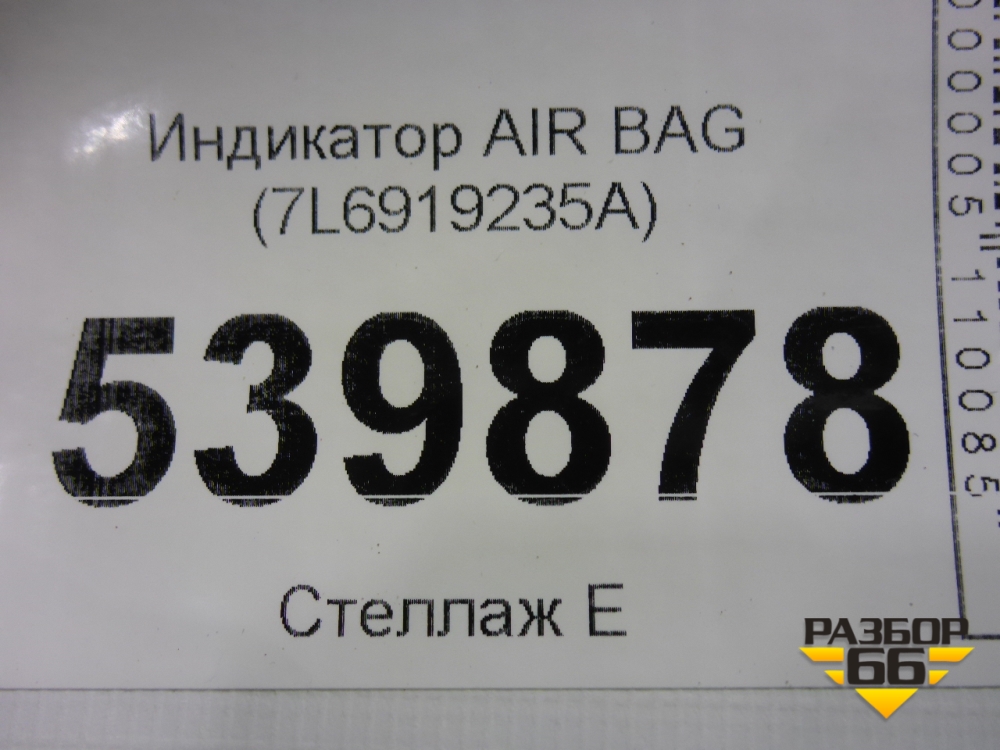 Индикатор AIR BAG
(7L6919235A)
539878
Стеллаж Е
РАЗБОР
66